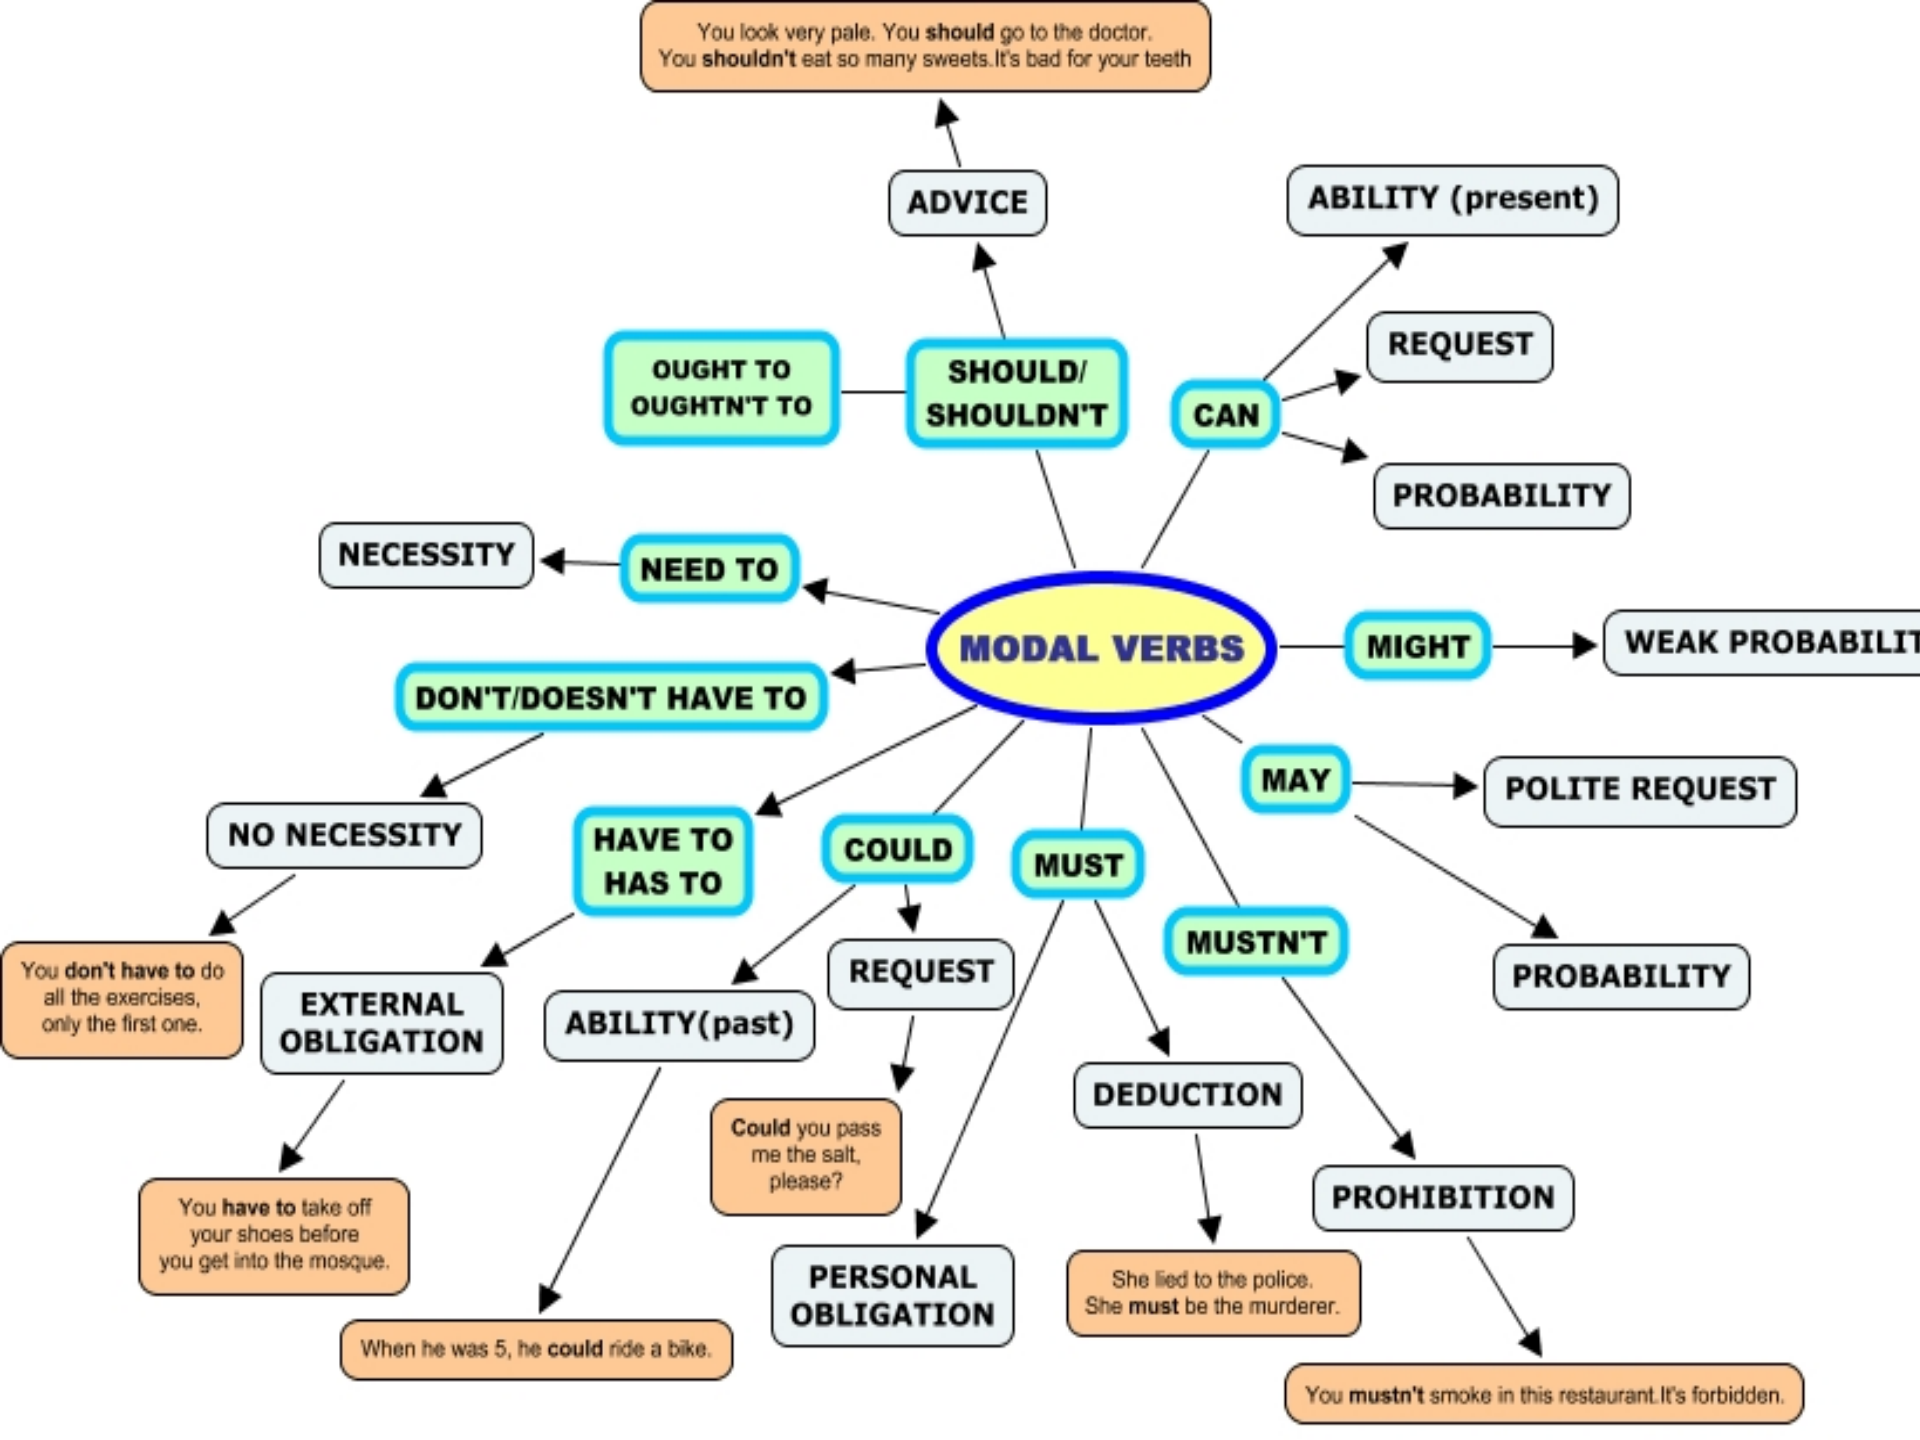 You look very pale. You should go to the doctor.
You shouldn't eat so many sweets.It's bad for your teeth
ADVICE
ABILITY (present)
REQUEST
OUGHT TO
OUGHTN'T TO
SHOULD/
SHOULDN'T
CAN
PROBABILITY
NECESSITY
NEED TO
MODAL VERBS
MIGHT
WEAK PROBABILIT
DON'T/DOESN'T HAVE TO
MAY
POLITE REQUEST
NO NECESSITY
HAVE TO
HAS TO
COULD
MUST
MUSTN'T
PROBABILITY
You don't have to do
all the exercises,
only the first one.
EXTERNAL
OBLIGATION
ABILITY(past)
REQUEST
DEDUCTION
Could you pass
me the salt,
please?
PROHIBITION
You have to take off
your shoes before
you get into the mosque.
PERSONAL
OBLIGATION
She lied to the police.
She must be the murderer.
When he was 5, he could ride a bike.
You mustn't smoke in this restaurant.It's forbidden.